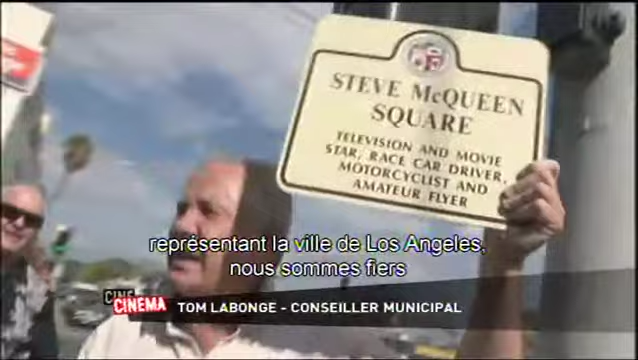 STEVE McQUEEN
SQUARE
TELEVISION AND MOVIE
STAR, RACE CAR DRIVER,
MOTORCYCLIST AND
AMATEUR FLYER
représentant la ville de Los Angeles,
nous sommes fiers
CINÉ
CINEMA
TOM LABONGE - CONSEILLER MUNICIPAL